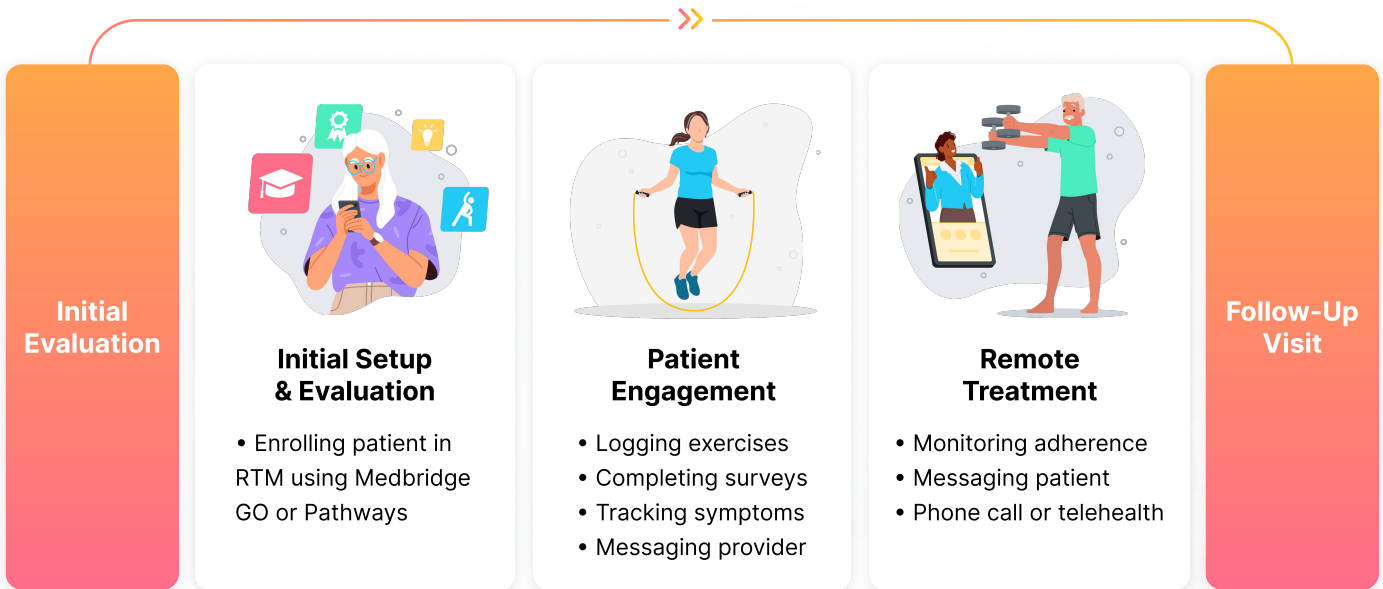 Initial
Evaluation
Initial Setup
& Evaluation
• Enrolling patient in
RTM using Medbridge
GO or Pathways
Patient
Engagement
• Logging exercises
• Completing surveys
• Tracking symptoms
• Messaging provider
Remote
Treatment
• Monitoring adherence
• Messaging patient
• Phone call or telehealth
Follow-Up
Visit